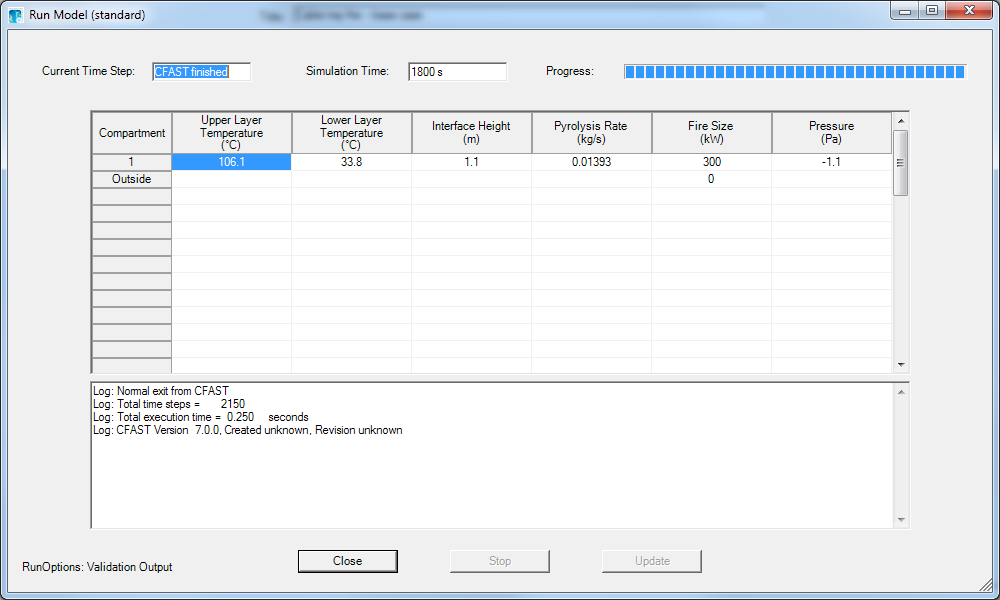 Run Model (standard)
Current Time Step: CFAST finished Simulation Time: 1800 s Progress:
Compartment Upper Layer Temperature (°C) Lower Layer Temperature (°C) Interface Height (m) Pyrolysis Rate (kg/s) Fire Size (kW) Pressure (Pa)
1 106.1 33.8 1.1 0.01393 300 -1.1
Outside 0
Log: Normal exit from CFAST
Log: Total time steps = 2150
Log: Total execution time = 0.250 seconds
Log: CFAST Version 7.0.0, Created unknown, Revision unknown
Close Stop Update
RunOptions: Validation Output